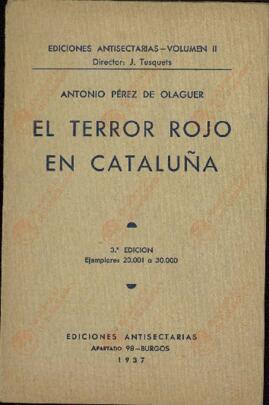 EDICIONES ANTISECTARIAS—VOLUMEN II
Director: J. Tusquets
ANTONIO PÉREZ DE OLAGUER
EL TERROR ROJO
EN CATALUÑA
3.ª EDICION
Ejemplares 20.001 a 30.000
EDICIONES ANTISECTARIAS
APARTADO 98—BURGOS
1937